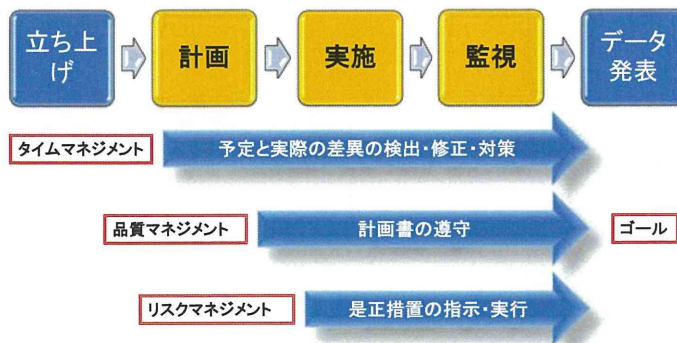 立ち上
げ
計画
実施
監視
データ
発表
タイムマネジメント
予定と実際の差異の検出・修正・対策
品質マネジメント
計画書の遵守
ゴール
リスクマネジメント
是正措置の指示・実行